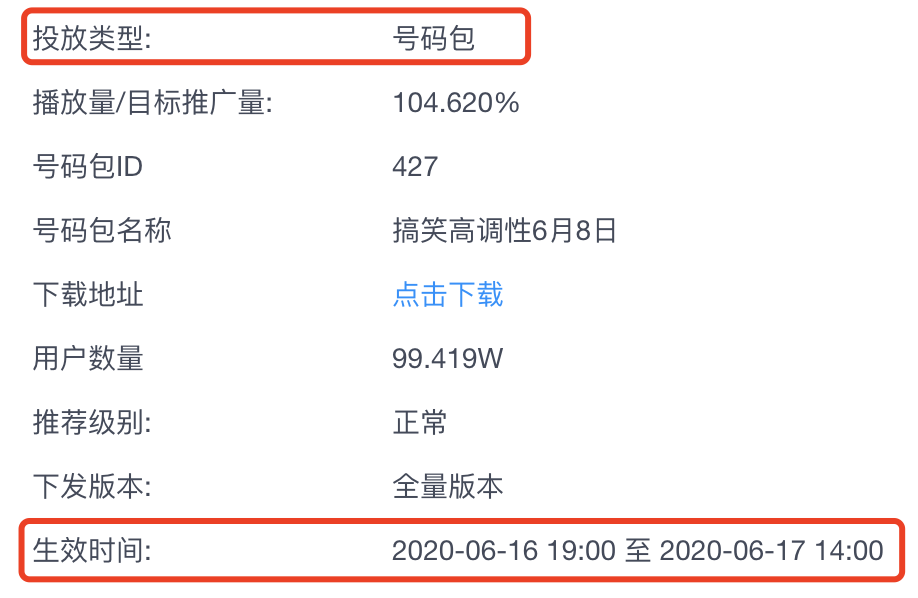 投放类型: 号码包
播放量/目标推广量: 104.620%
号码包ID 427
号码包名称 搞笑高调性6月8日
下载地址 点击下载
用户数量 99.419W
推荐级别: 正常
下发版本: 全量版本
生效时间: 2020-06-16 19:00 至 2020-06-17 14:00